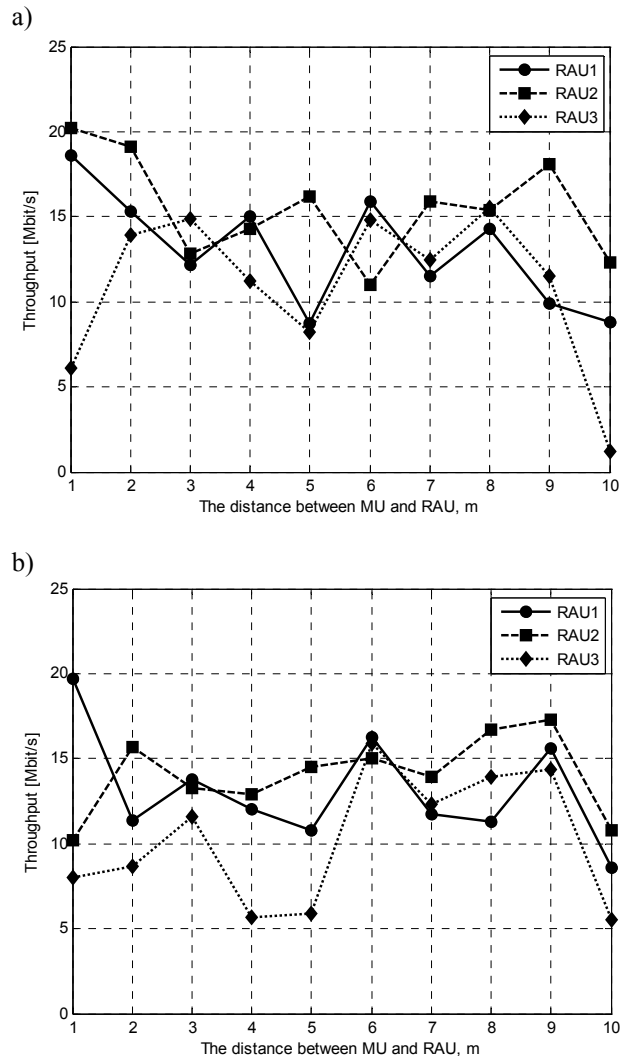 a)
25
20
15
10
5
0
Throughput [Mbit/s]
RAU1
RAU2
RAU3
1 2 3 4 5 6 7 8 9 10
The distance between MU and RAU, m
b)
25
20
15
10
5
0
Throughput [Mbit/s]
RAU1
RAU2
RAU3
1 2 3 4 5 6 7 8 9 10
The distance between MU and RAU, m